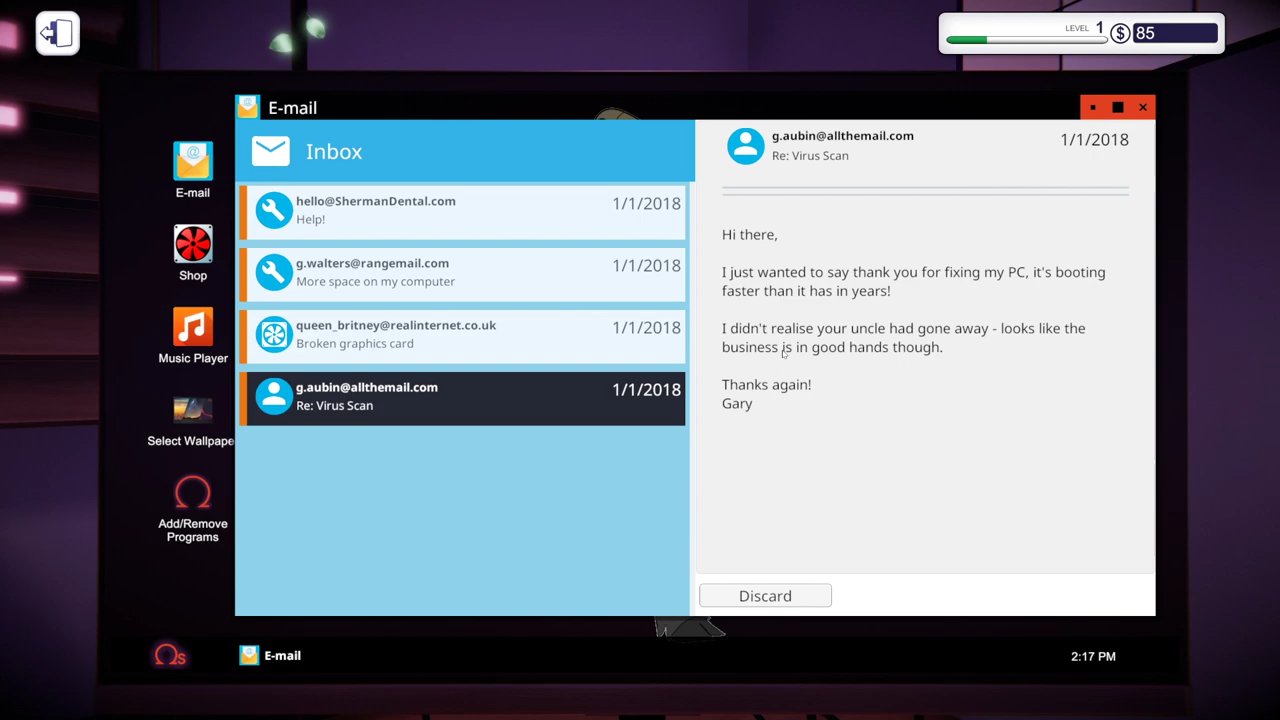 LEVEL 1
$ 85
E-mail
Inbox
hello@ShermanDental.com
1/1/2018
Help!
g.walters@rangemail.com
1/1/2018
More space on my computer
queen_britney@realinternet.co.uk
1/1/2018
Broken graphics card
g.aubin@allthemail.com
1/1/2018
Re: Virus Scan
g.aubin@allthemail.com
1/1/2018
Re: Virus Scan
Hi there,
I just wanted to say thank you for fixing my PC, it's booting
faster than it has in years!
I didn't realise your uncle had gone away - looks like the
business is in good hands though.
Thanks again!
Gary
Discard
E-mail
Shop
Music Player
Select Wallpape
Add/Remove
Programs
Ωs
E-mail
2:17 PM